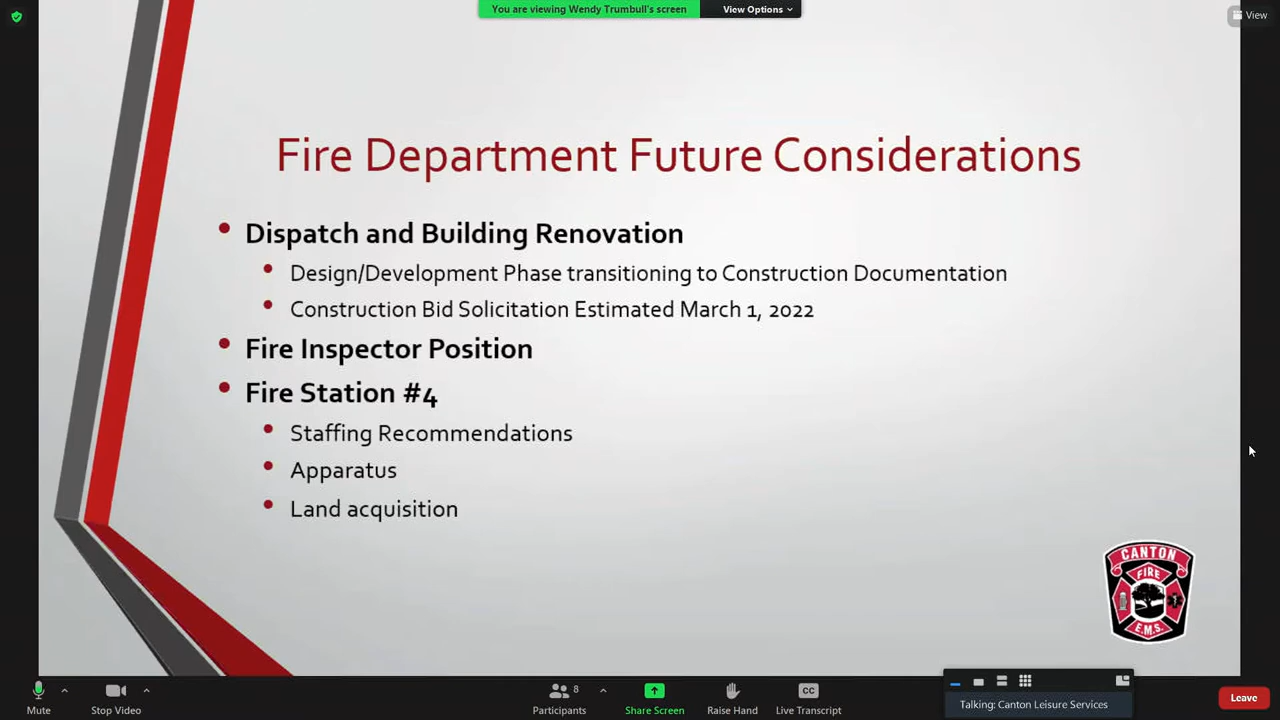 You are viewing Wendy Trumbull's screen
View Options
View
Fire Department Future Considerations
Dispatch and Building Renovation
Design/Development Phase transitioning to Construction Documentation
Construction Bid Solicitation Estimated March 1, 2022
Fire Inspector Position
Fire Station #4
Staffing Recommendations
Apparatus
Land acquisition
CANTON
FIRE
E.M.S.
Mute
Stop Video
8
Participants
Share Screen
Raise Hand
CC
Live Transcript
Talking: Canton Leisure Services
Leave